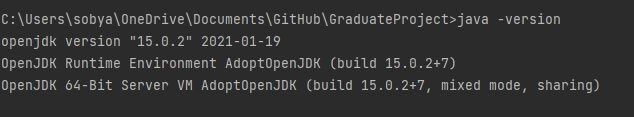 C:\Users\sobya\OneDrive\Documents\GitHub\GraduateProject>java -version
openjdk version "15.0.2" 2021-01-19
OpenJDK Runtime Environment AdoptOpenJDK (build 15.0.2+7)
OpenJDK 64-Bit Server VM AdoptOpenJDK (build 15.0.2+7, mixed mode, sharing)